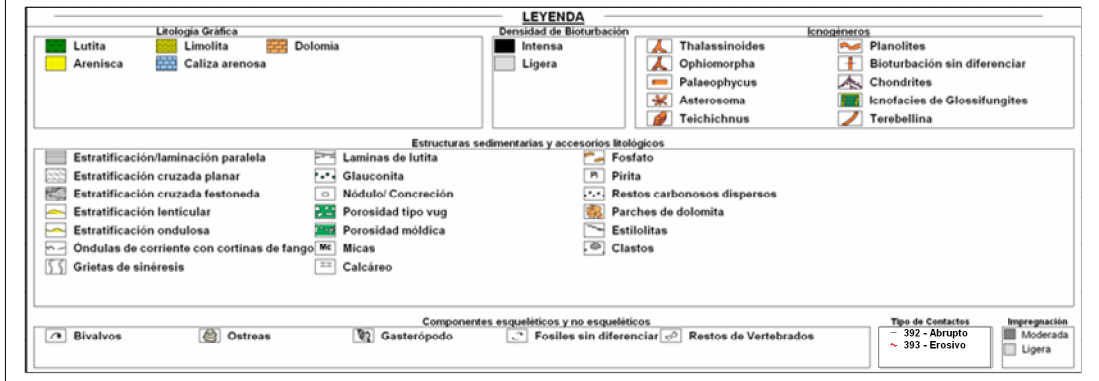 LEYENDA
Litología Gráfica
Lutita
Limolita
Dolomia
Arenisca
Caliza arenosa
Densidad de Bioturbación
Intensa
Ligera
Icnogéneros
Thalassinoides
Planolites
Ophiomorpha
Bioturbación sin diferenciar
Palaeophycus
Chondrites
Asterosoma
Icnofacies de Glossifungites
Teichichnus
Terebellina
Estructuras sedimentarias y accesorios litológicos
Estratificación/laminación paralela
Laminas de lutita
Fosfato
Estratificación cruzada planar
Glauconita
Pi Pirita
Estratificación cruzada festoneda
Nódulo/ Concreción
Restos carbonosos dispersos
Estratificación lenticular
Porosidad tipo vug
Parches de dolomita
Estratificación ondulosa
Porosidad móldica
Estilolitas
Óndulas de corriente con cortinas de fango
Mc Micas
Clastos
Grietas de sinéresis
Calcáreo
Componentes esqueléticos y no esqueléticos
Bivalvos
Ostreas
Gasterópodo
Fosiles sin diferenciar
Restos de Vertebrados
Tipo de Contactos
392 - Abrupto
393 - Erosivo
Impregnación
Moderada
Ligera